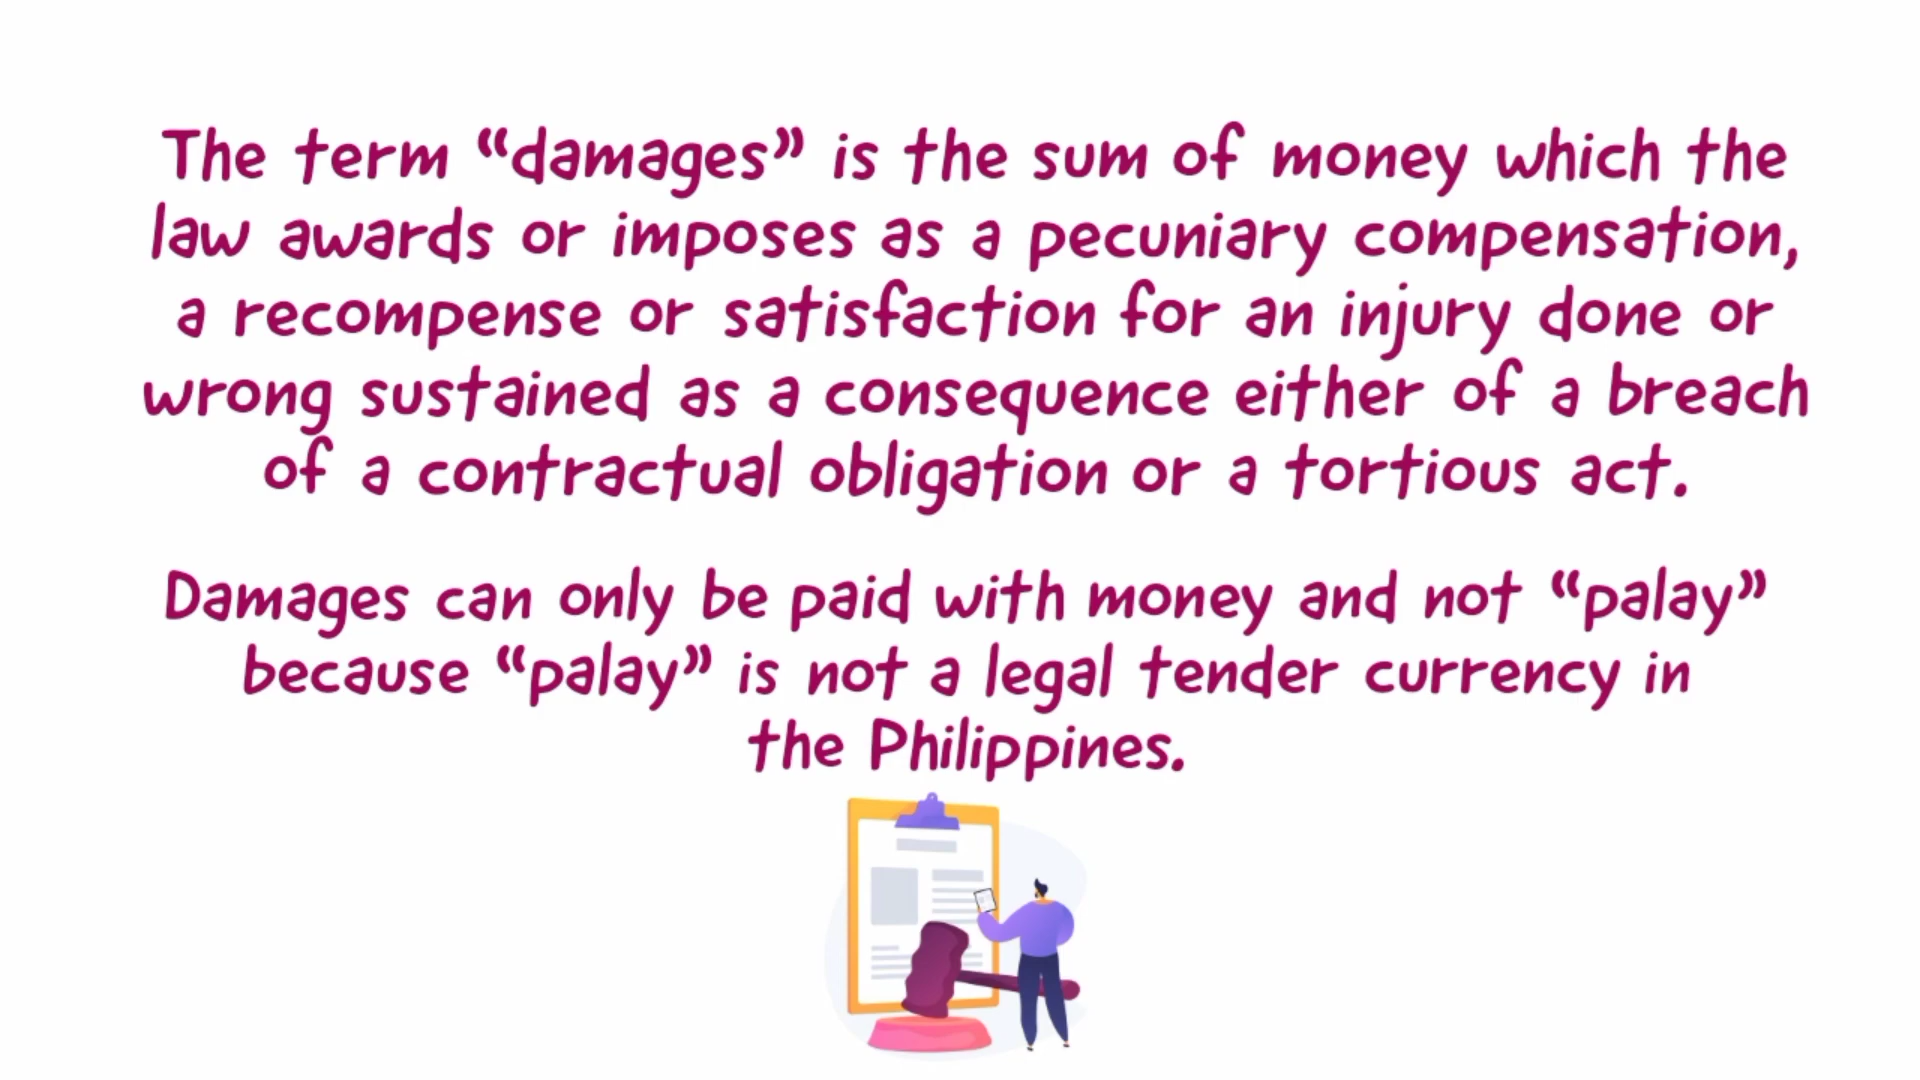 The term “damages” is the sum of money which the
law awards or imposes as a pecuniary compensation,
a recompense or satisfaction for an injury done or
wrong sustained as a consequence either of a breach
of a contractual obligation or a tortious act.
Damages can only be paid with money and not “palay”
because “palay” is not a legal tender currency in
the Philippines.